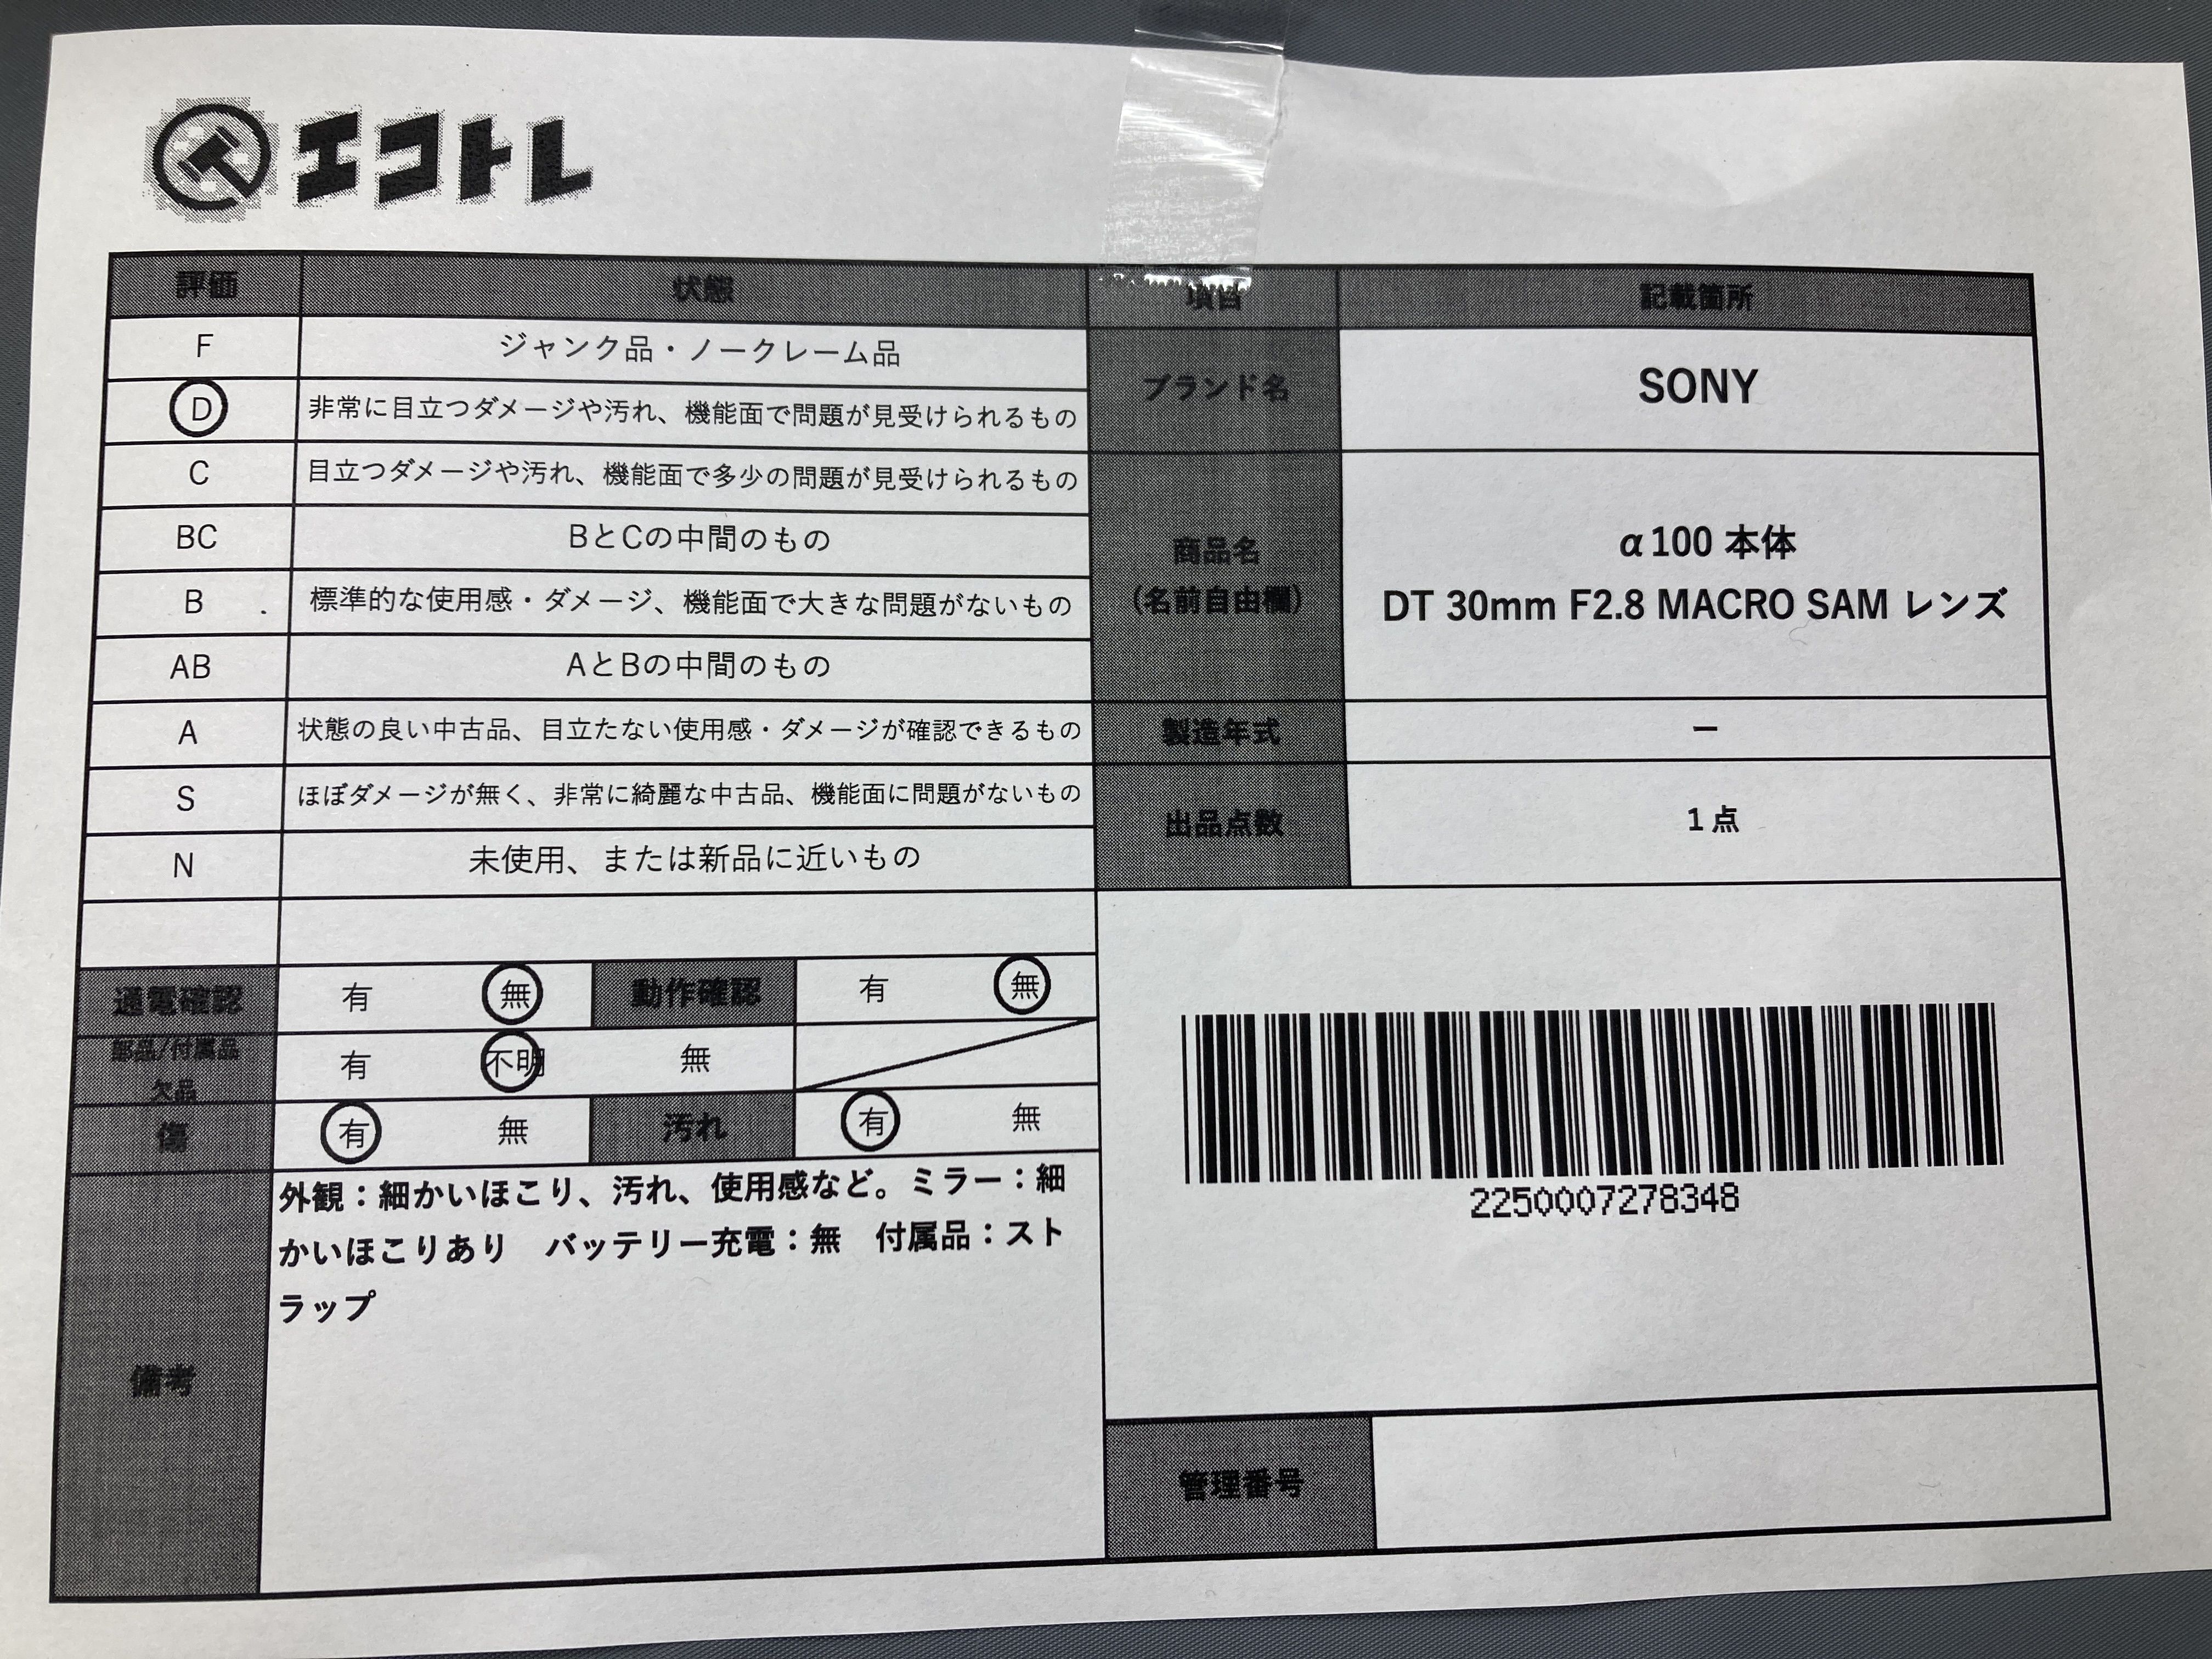 エコトレ
評価 状態
F ジャンク品・ノークレーム品
D 非常に目立つダメージや汚れ、機能面で問題が見受けられるもの
C 目立つダメージや汚れ、機能面で多少の問題が見受けられるもの
BC BとCの中間のもの
B 標準的な使用感・ダメージ、機能面で大きな問題がないもの
AB AとBの中間のもの
A 状態の良い中古品、目立たない使用感・ダメージが確認できるもの
S ほぼダメージが無く、非常に綺麗な中古品、機能面に問題がないもの
N 未使用、または新品に近いもの
通電確認 有 無 動作確認 有 無
部品/付属品
欠品
有 不明 無
傷 有 無 汚れ 有 無
備考
外観：細かいほこり、汚れ、使用感など。ミラー：細
かいほこりあり　バッテリー充電：無　付属品：スト
ラップ
項目 記載箇所
ブランド名 SONY
商品名
（名前自由欄）
α100 本体
DT 30mm F2.8 MACRO SAM レンズ
製造年式 ー
出品点数 1点
2250007278348
管理番号